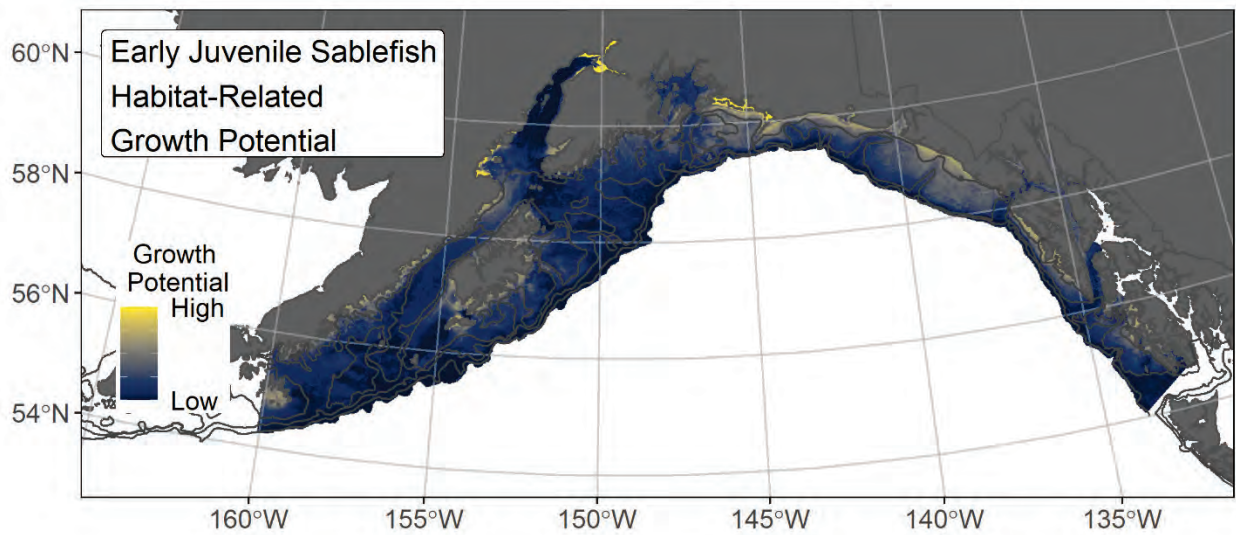 Early Juvenile Sablefish
Habitat-Related
Growth Potential
60°N
58°N
56°N
54°N
Growth
Potential
High
Low
160°W
155°W
150°W
145°W
140°W
135°W